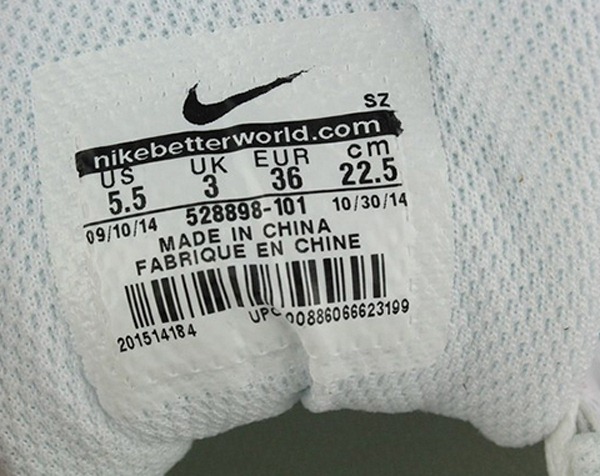 SZ
nikebetterworld.com
US UK EUR cm
5.5 3 36 22.5
09/10/14 528898-101 10/30/14
MADE IN CHINA
FABRIQUE EN CHINE
201514184 UPC 00886066623199